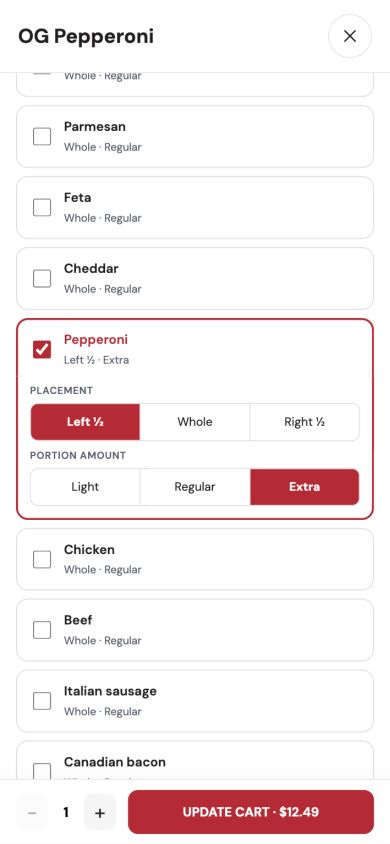 OG Pepperoni
Whole · Regular
Parmesan
Whole · Regular
Feta
Whole · Regular
Cheddar
Whole · Regular
Pepperoni
Left ½ · Extra
PLACEMENT
Left ½
Whole
Right ½
PORTION AMOUNT
Light
Regular
Extra
Chicken
Whole · Regular
Beef
Whole · Regular
Italian sausage
Whole · Regular
Canadian bacon
− 1 +
UPDATE CART · $12.49